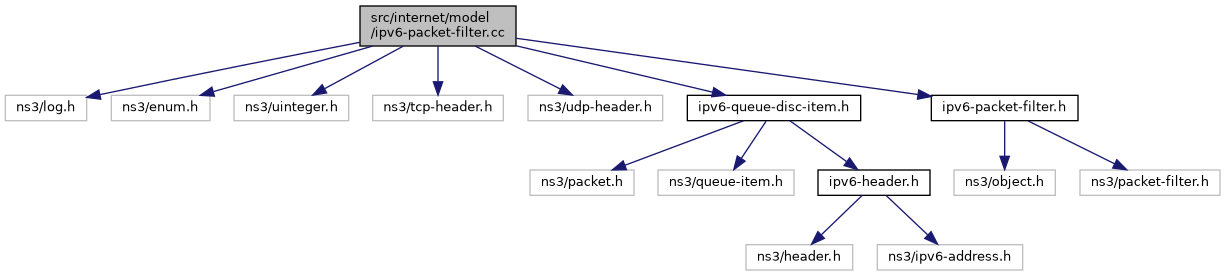 src/internet/model
/ipv6-packet-filter.cc
ns3/log.h
ns3/enum.h
ns3/uinteger.h
ns3/tcp-header.h
ns3/udp-header.h
ipv6-queue-disc-item.h
ipv6-packet-filter.h
ns3/packet.h
ns3/queue-item.h
ipv6-header.h
ns3/object.h
ns3/packet-filter.h
ns3/header.h
ns3/ipv6-address.h